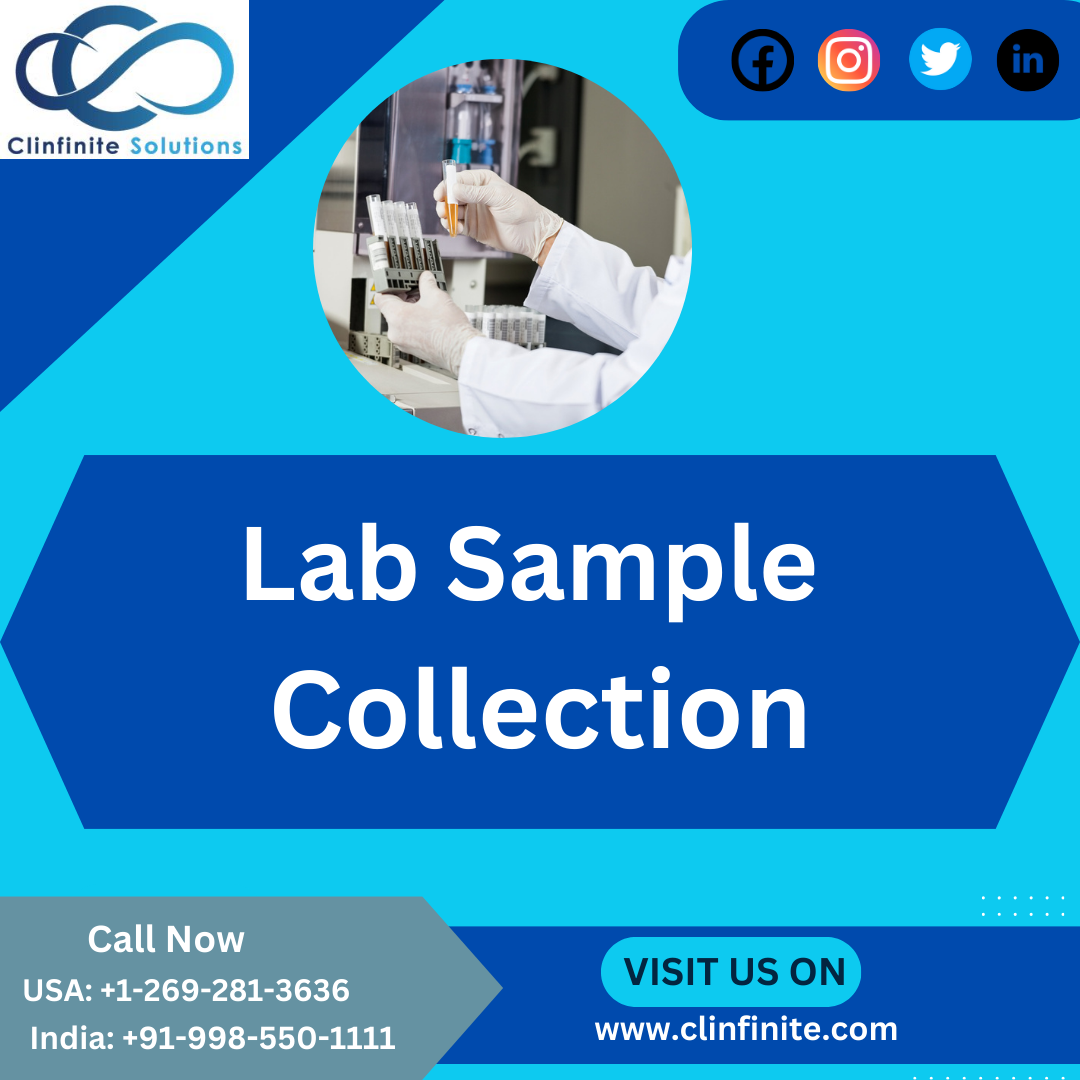 Clinfinite Solutions
in
Lab Sample
Collection
Call Now
USA: +1-269-281-3636
India: +91-998-550-1111
VISIT US ON
www.clinfinite.com